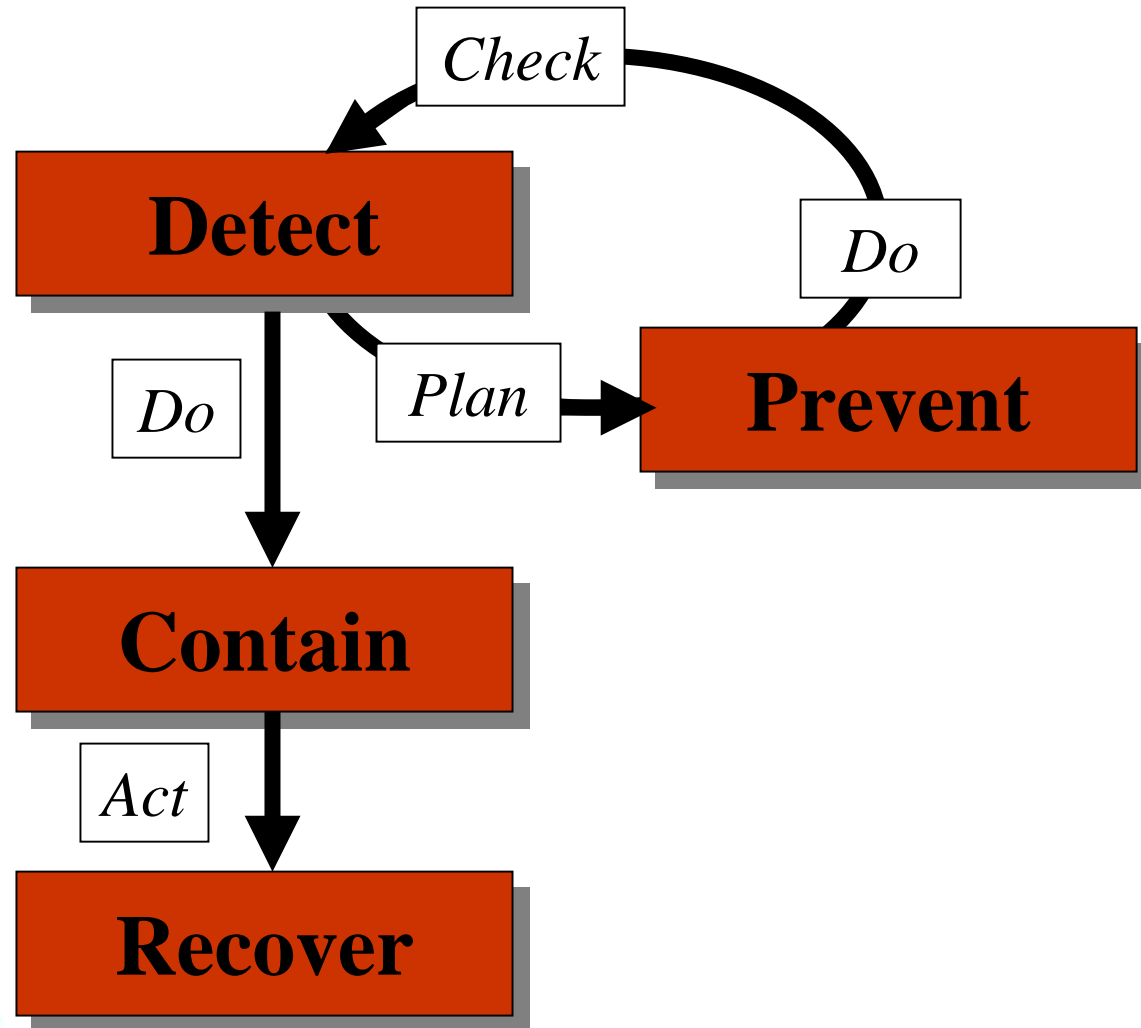 Check
Detect
Do
Do
Plan
Prevent
Contain
Act
Recover